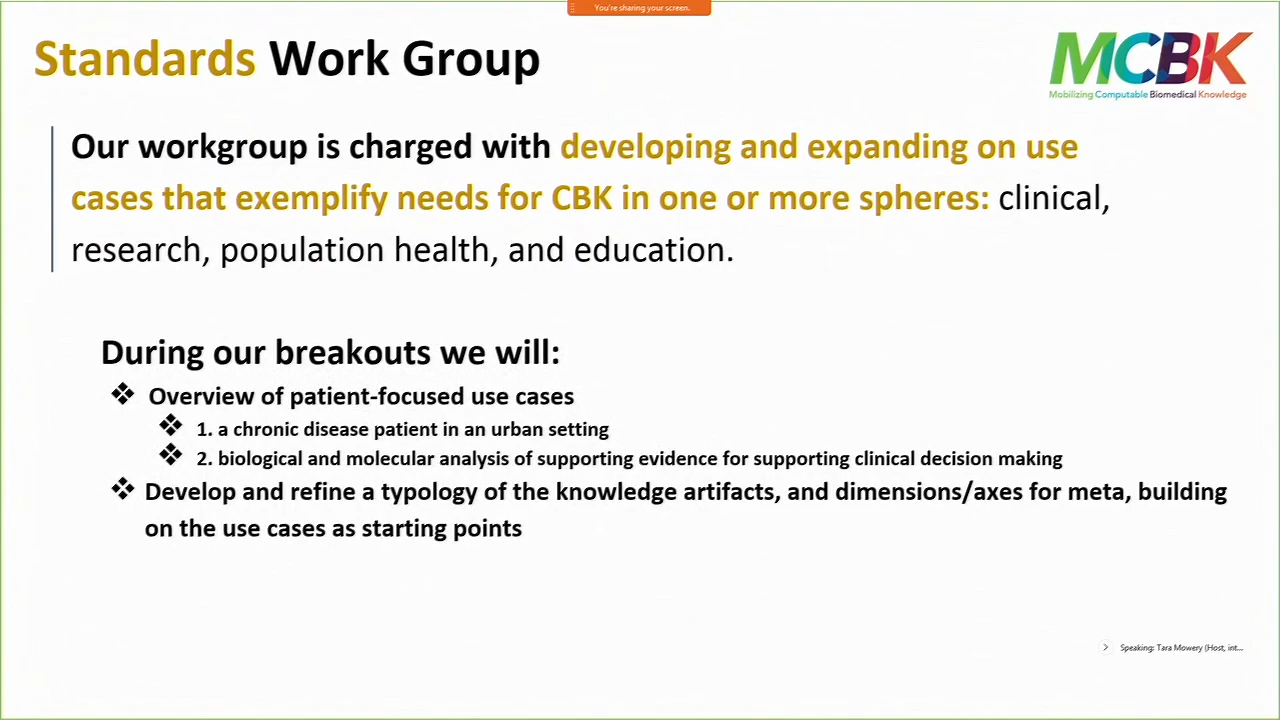 You're sharing your screen.
Standards Work Group
MCBK
Mobilizing Computable Biomedical Knowledge
Our workgroup is charged with developing and expanding on use
cases that exemplify needs for CBK in one or more spheres: clinical,
research, population health, and education.
During our breakouts we will:
❖ Overview of patient-focused use cases
❖ 1. a chronic disease patient in an urban setting
❖ 2. biological and molecular analysis of supporting evidence for supporting clinical decision making
❖ Develop and refine a typology of the knowledge artifacts, and dimensions/axes for meta, building
on the use cases as starting points
Speaking: Tara Mowery (Host, int...